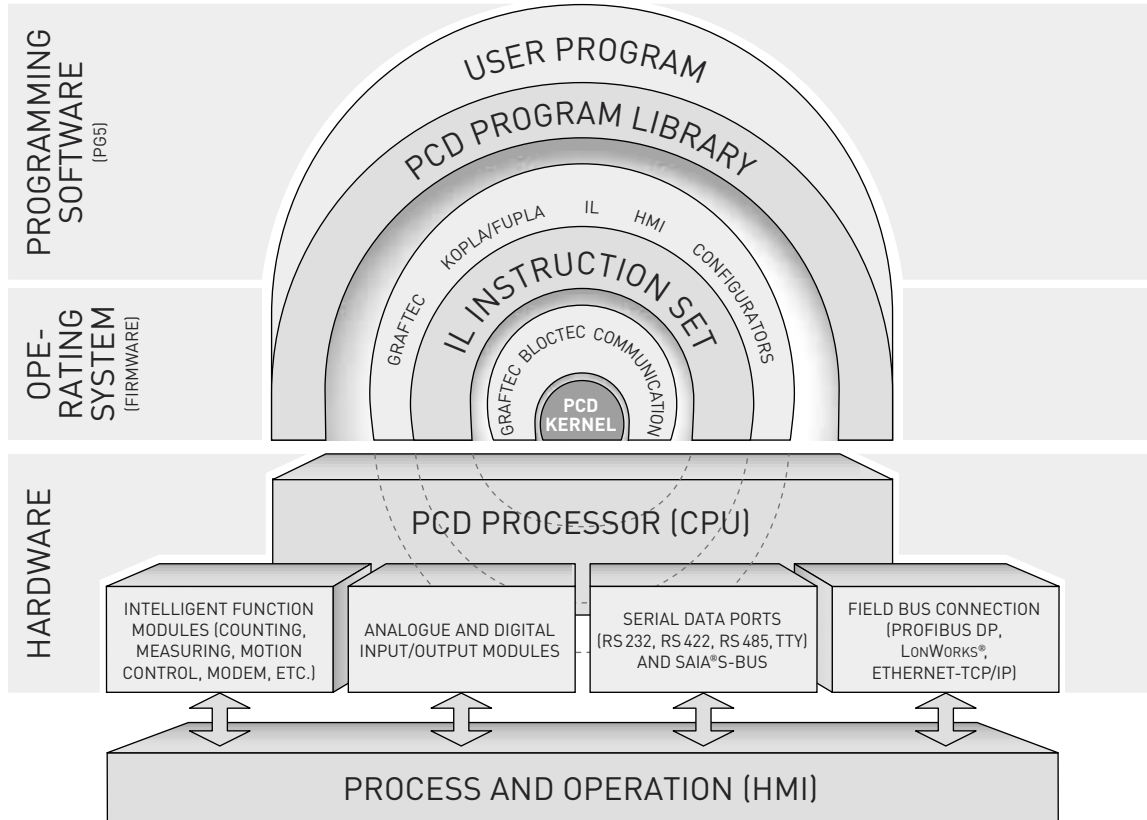 PROGRAMMING
SOFTWARE
(PG5)
USER PROGRAM
PCD PROGRAM LIBRARY
GRAFTEC KOPLA/FUPLA IL HMI CONFIGURATORS
IL INSTRUCTION SET
GRAFTEC BLOCTEC COMMUNICATION
PCD
KERNEL
OPE-
RATING
SYSTEM
(FIRMWARE)
HARDWARE
PCD PROCESSOR (CPU)
INTELLIGENT FUNCTION
MODULES (COUNTING,
MEASURING, MOTION
CONTROL, MODEM, ETC.)
ANALOGUE AND DIGITAL
INPUT/OUTPUT MODULES
SERIAL DATA PORTS
(RS 232, RS 422, RS 485, TTY)
AND SAIA®S-BUS
FIELD BUS CONNECTION
(PROFIBUS DP,
LONWORKS®,
ETHERNET-TCP/IP)
PROCESS AND OPERATION (HMI)